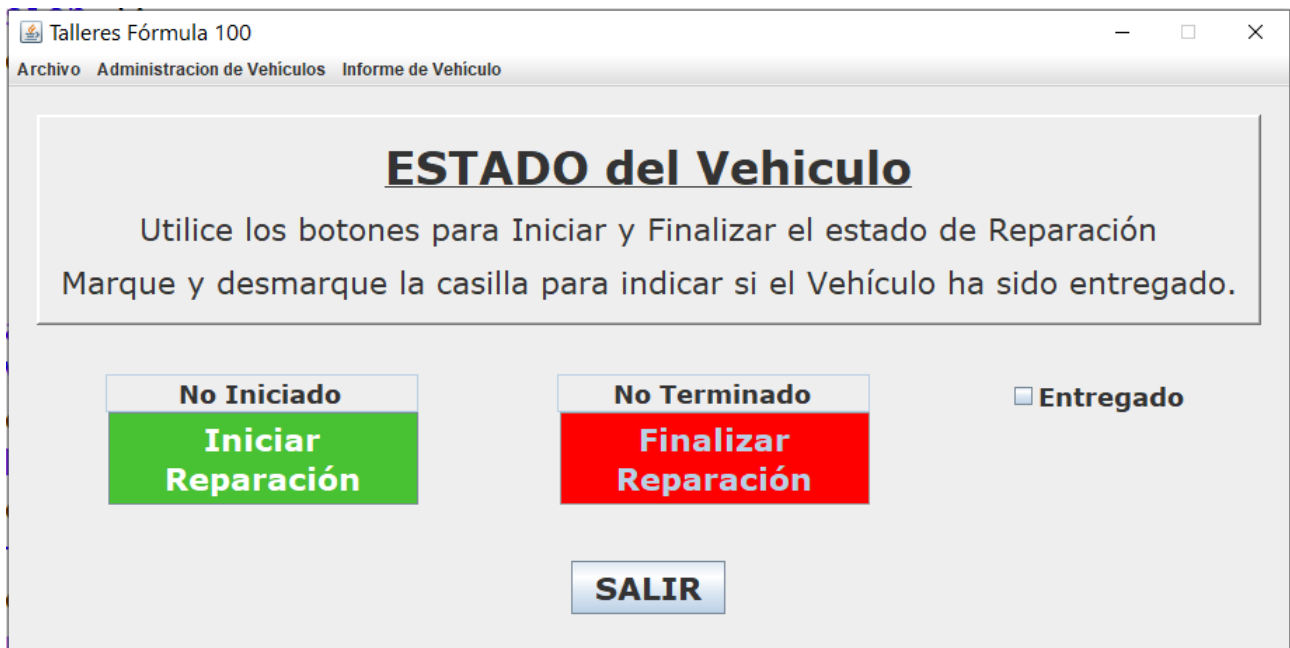 Talleres Fórmula 100
Archivo Administracion de Vehículos Informe de Vehículo
ESTADO del Vehiculo
Utilice los botones para Iniciar y Finalizar el estado de Reparación
Marque y desmarque la casilla para indicar si el Vehículo ha sido entregado.
No Iniciado No Terminado Entregado
Iniciar Finalizar
Reparación Reparación
SALIR